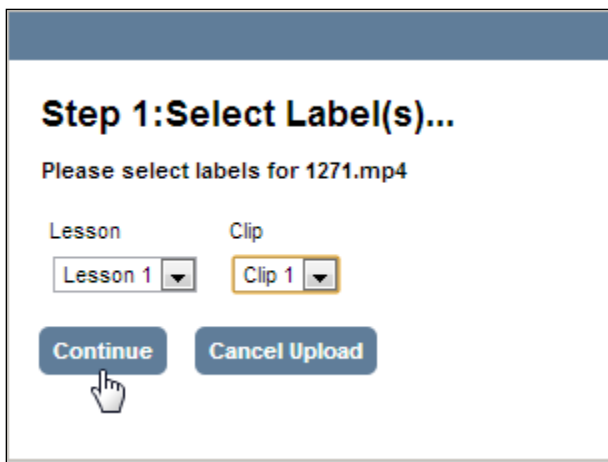 Step 1:Select Label(s)...
Please select labels for 1271.mp4
Lesson Clip
Lesson 1 Clip 1
Continue Cancel Upload